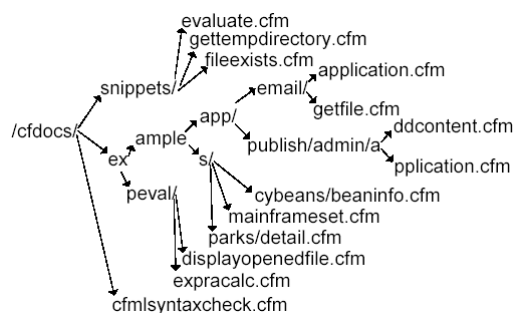 evaluate.cfm
gettempdirectory.cfm
fileexists.cfm
snippets/
application.cfm
email/
getfile.cfm
app/
ddcontent.cfm
/cfdocs/
ample
publish/admin/a
ex
s/
pplication.cfm
peval/
cybeans/beaninfo.cfm
mainframeset.cfm
parks/detail.cfm
displayopenedfile.cfm
expracalc.cfm
cfmlsyntaxcheck.cfm